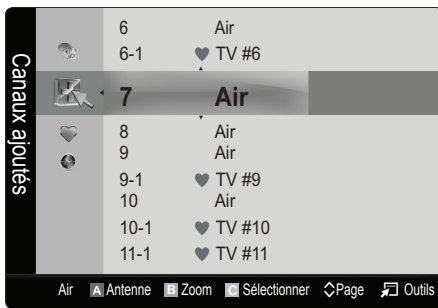 Canaux ajoutés
6 Air
6-1 ♥ TV #6
7 Air
8 Air
9 Air
9-1 ♥ TV #9
10 Air
10-1 ♥ TV #10
11-1 ♥ TV #11
Air A Antenne B Zoom C Sélectionner Page Outils